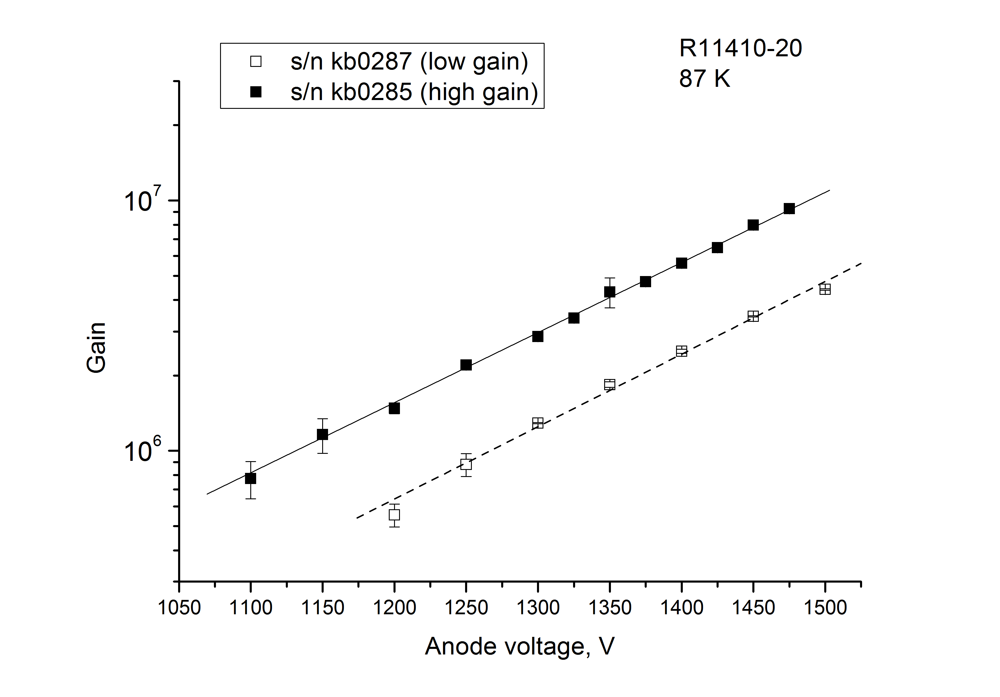 s/n kb0287 (low gain)
s/n kb0285 (high gain)
R11410-20
87 K
10^7
10^6
Gain
1050 1100 1150 1200 1250 1300 1350 1400 1450 1500
Anode voltage, V